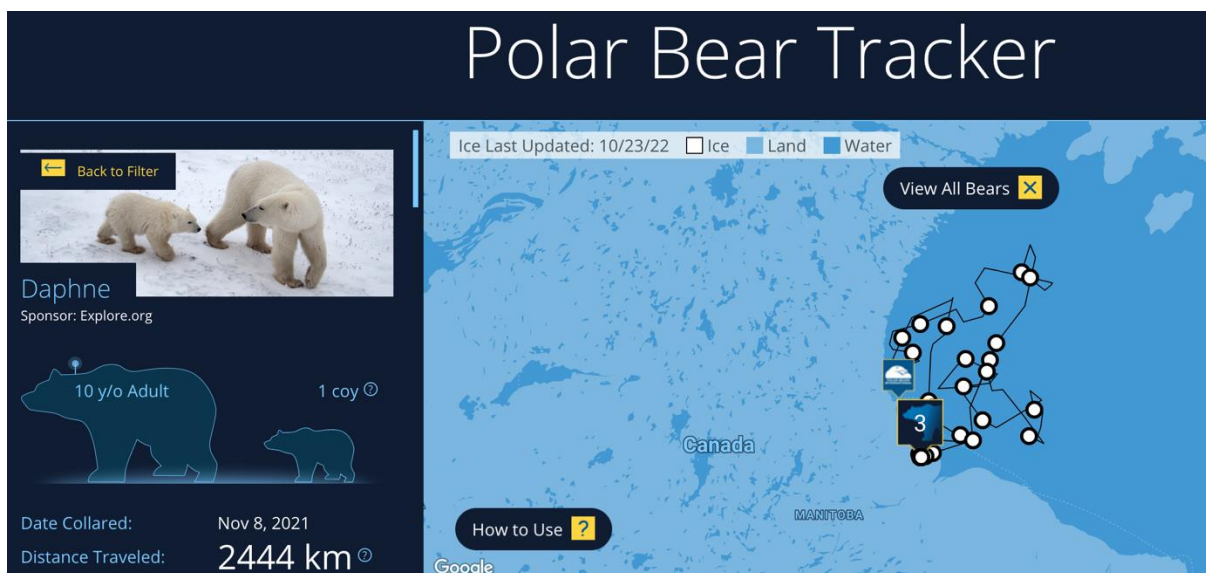 Polar Bear Tracker
Back to Filter
Daphne
Sponsor: Explore.org
10 y/o Adult
1 coy ?
Date Collared: Nov 8, 2021
Distance Traveled: 2444 km ?
Ice Last Updated: 10/23/22 Ice Land Water
View All Bears X
3
Canada
MANITOBA
How to Use ?
Google